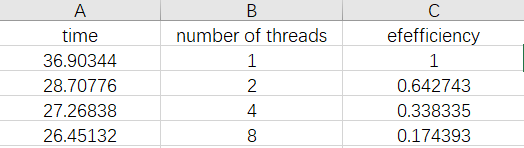 A B C
time number of threads efefficiency
36.90344 1 1
28.70776 2 0.642743
27.26838 4 0.338335
26.45132 8 0.174393